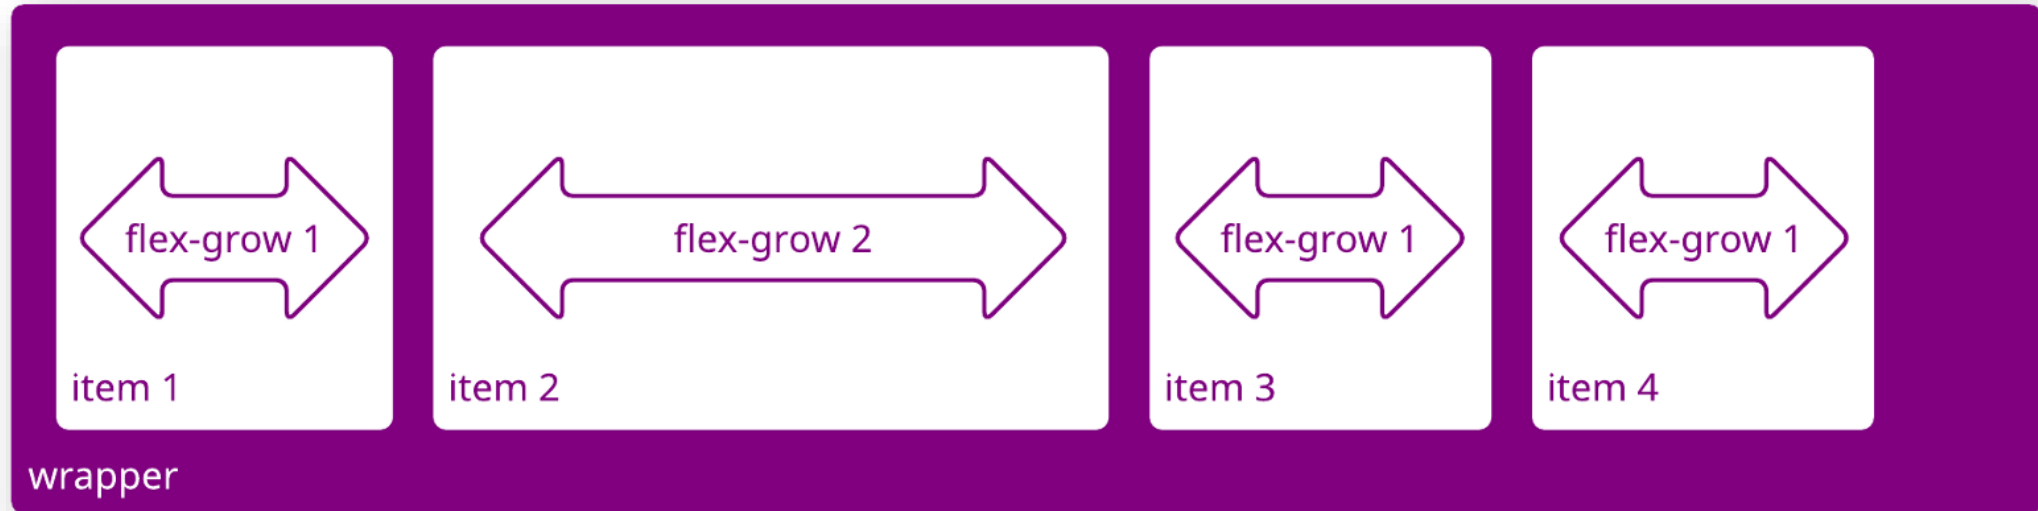 flex-grow 1
flex-grow 2
flex-grow 1
flex-grow 1
item 1
item 2
item 3
item 4
wrapper